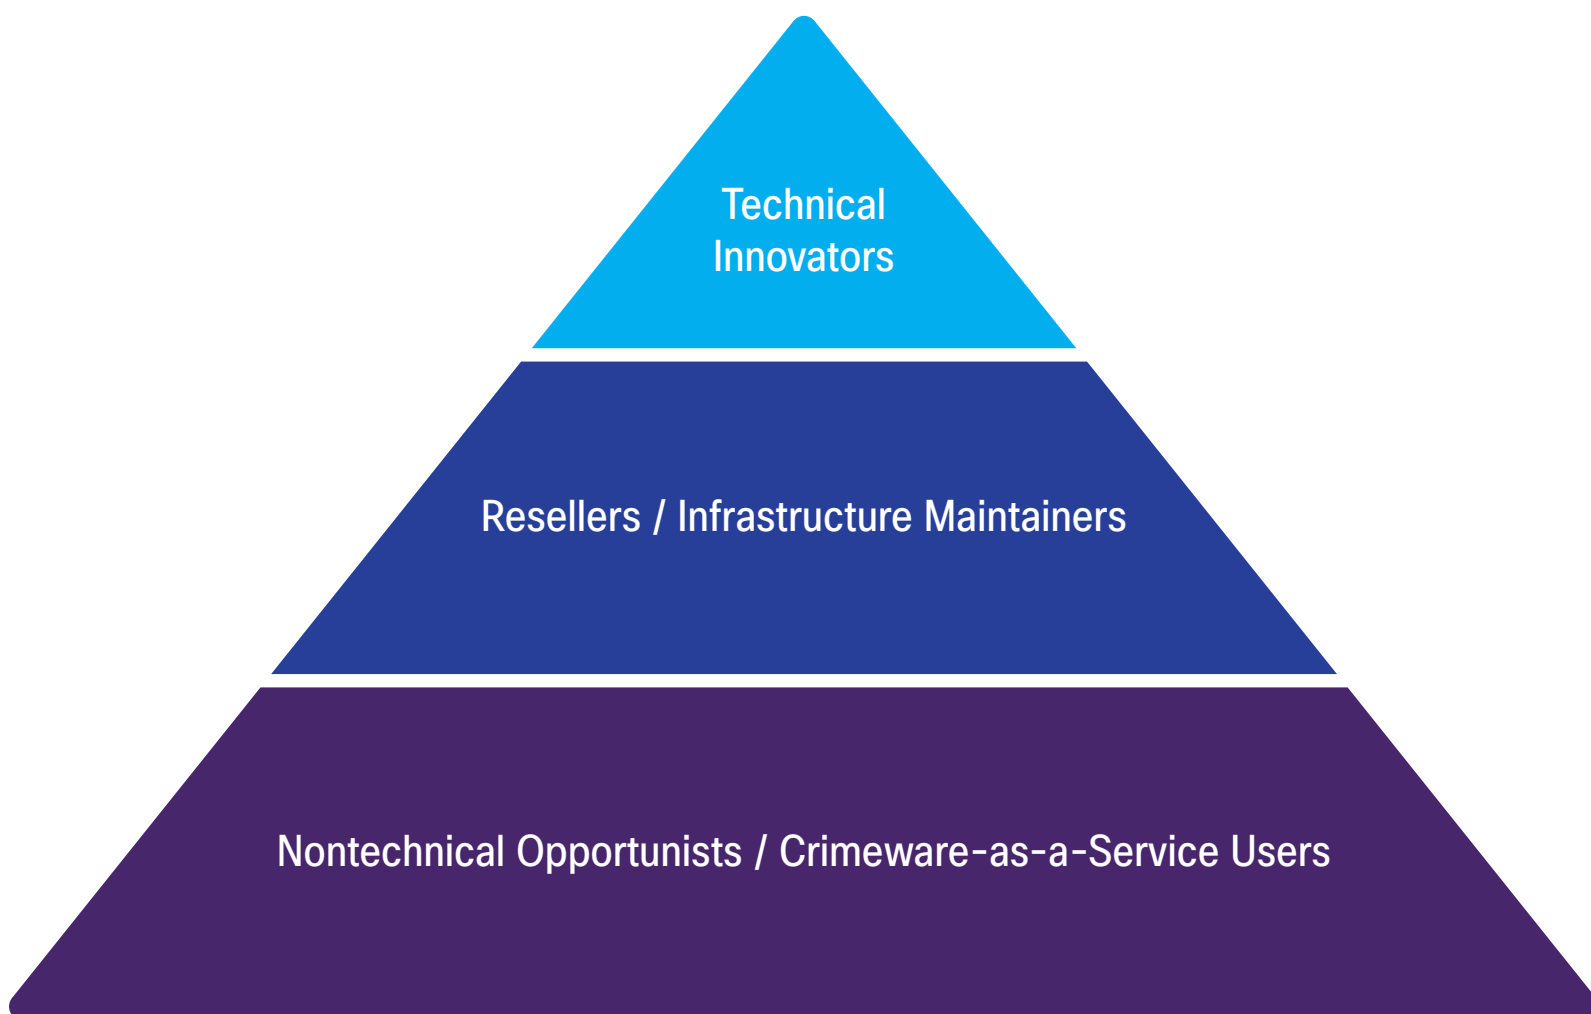 Technical
Innovators
Resellers / Infrastructure Maintainers
Nontechnical Opportunists / Crimeware-as-a-Service Users